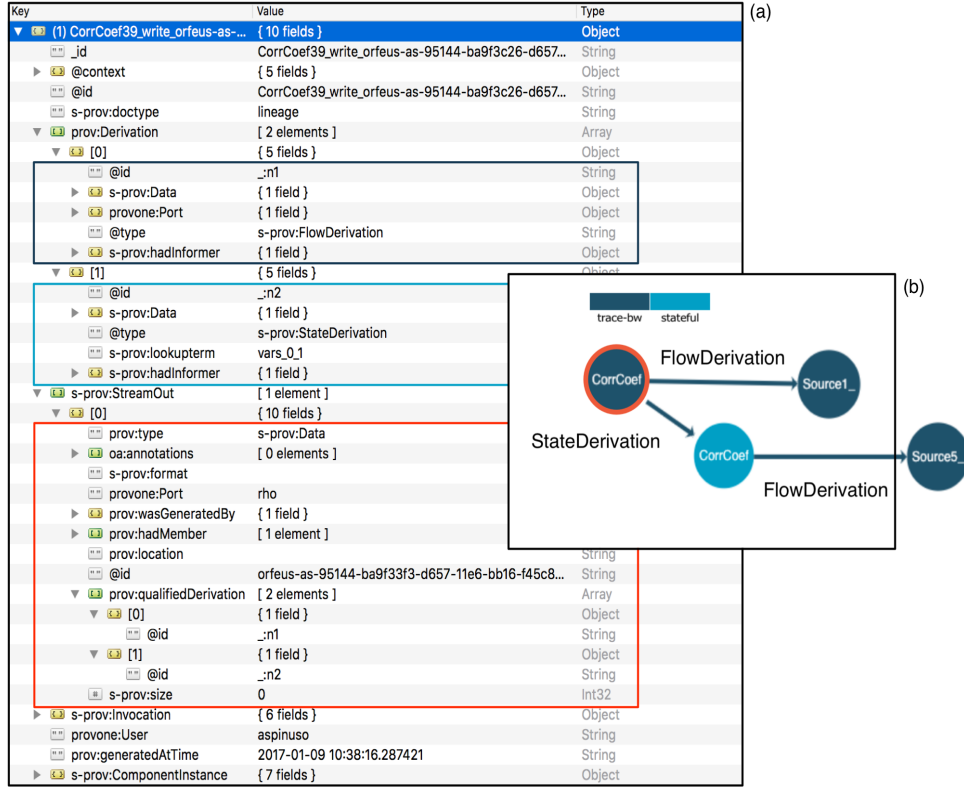 Key Value Type (a)
(1) CorrCoef39_write_orfeus-as-... { 10 fields } Object
_id CorrCoef39_write_orfeus-as-95144-ba9f3c26-d657... String
@context { 5 fields } Object
@id CorrCoef39_write_orfeus-as-95144-ba9f3c26-d657... String
s-prov:doctype lineage String
prov:Derivation [ 2 elements ] Array
[0] { 5 fields } Object
@id _:n1 String
s-prov:Data { 1 field } Object
provone:Port { 1 field } Object
@type s-prov:FlowDerivation String
s-prov:hadInformer { 1 field } Object
[1] { 5 fields } Object
@id _:n2
s-prov:Data { 1 field }
@type s-prov:StateDerivation
s-prov:lookupterm vars_0_1
s-prov:hadInformer { 1 field }
s-prov:StreamOut [ 1 element ]
[0] { 10 fields }
prov:type s-prov:Data
oa:annotations [ 0 elements ]
s-prov:format
provone:Port rho
prov:wasGeneratedBy { 1 field }
prov:hadMember [ 1 element ]
prov:location String
@id orfeus-as-95144-ba9f33f3-d657-11e6-bb16-f45c8... String
prov:qualifiedDerivation [ 2 elements ] Array
[0] { 1 field } Object
@id _:n1 String
[1] { 1 field } Object
@id _:n2 String
# s-prov:size 0 Int32
s-prov:Invocation { 6 fields } Object
provone:User aspinuso String
prov:generatedAtTime 2017-01-09 10:38:16.287421 String
s-prov:ComponentInstance { 7 fields } Object
(b)
trace-bw stateful
FlowDerivation
CorrCoef Source1_
StateDerivation
CorrCoef Source5_
FlowDerivation